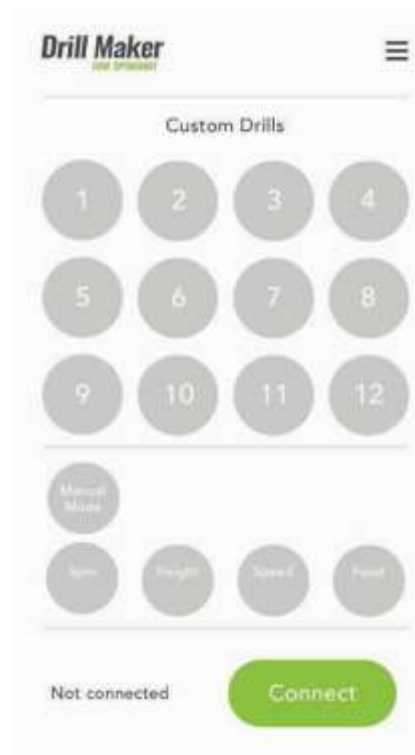 Drill Maker
Custom Drills
1 2 3 4
5 6 7 8
9 10 11 12
Manual
Mode
Spin Height Speed Feed
Not connected Connect